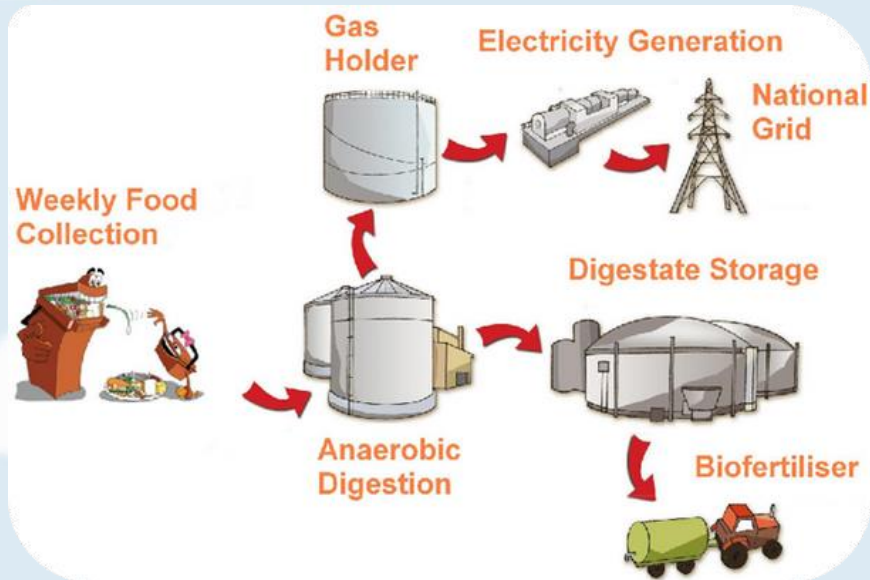 Gas
Holder
Electricity Generation
National
Grid
Weekly Food
Collection
Digestate Storage
Anaerobic
Digestion
Biofertiliser